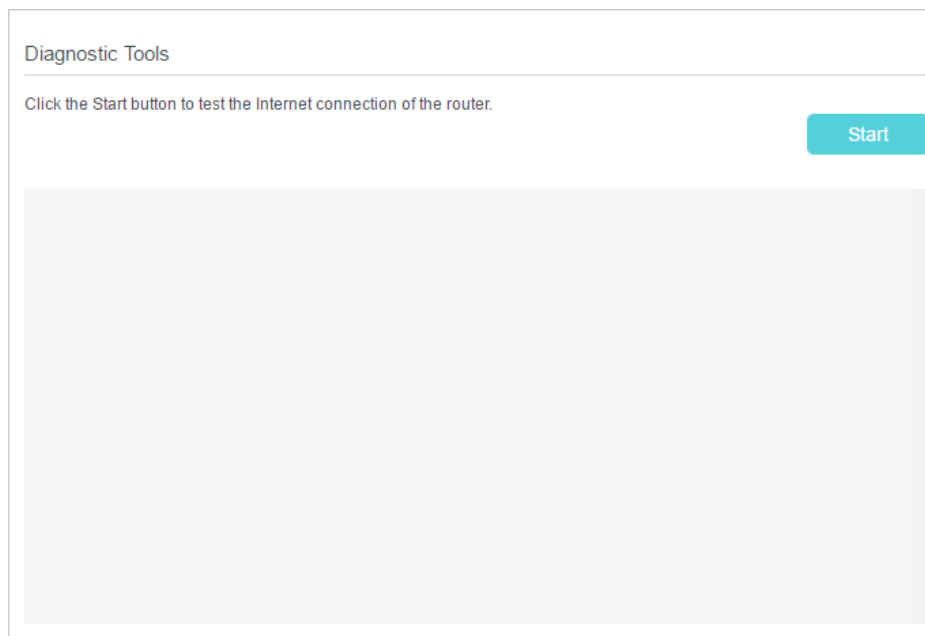 Diagnostic Tools
Click the Start button to test the Internet connection of the router.
Start